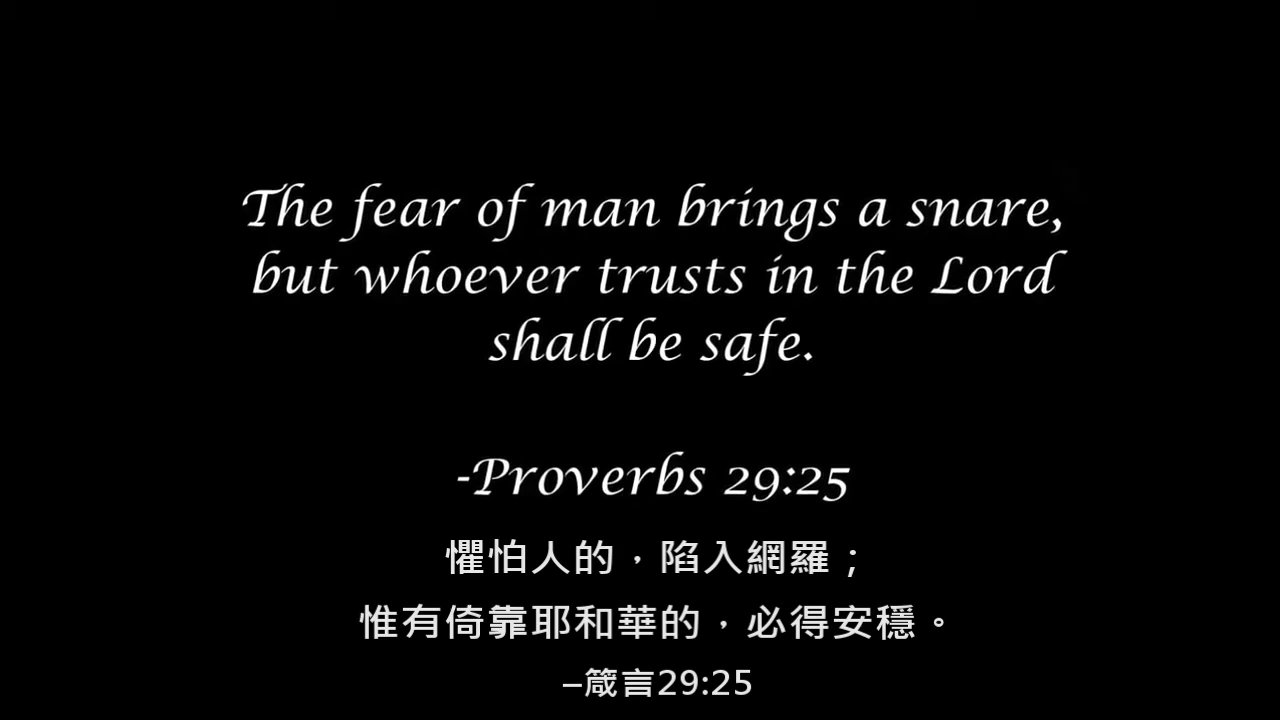 The fear of man brings a snare,
but whoever trusts in the Lord
shall be safe.
-Proverbs 29:25
懼怕人的，陷入網羅；
惟有倚靠耶和華的，必得安穩。
–箴言29:25